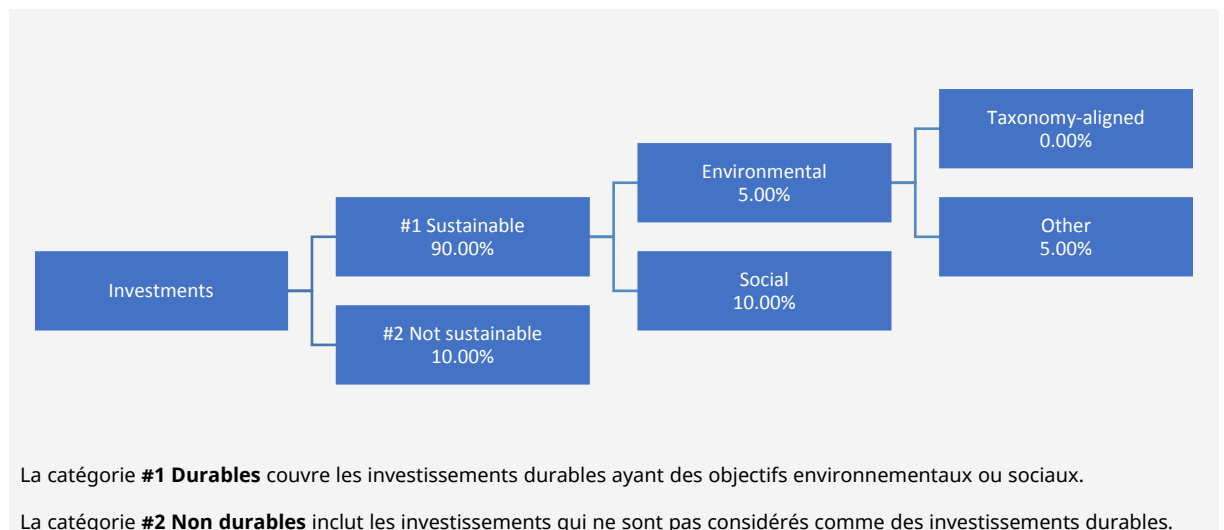 Investments
#1 Sustainable
90.00%
#2 Not sustainable
10.00%
Environmental
5.00%
Social
10.00%
Taxonomy-aligned
0.00%
Other
5.00%
La catégorie #1 Durables couvre les investissements durables ayant des objectifs environnementaux ou sociaux.
La catégorie #2 Non durables inclut les investissements qui ne sont pas considérés comme des investissements durables.